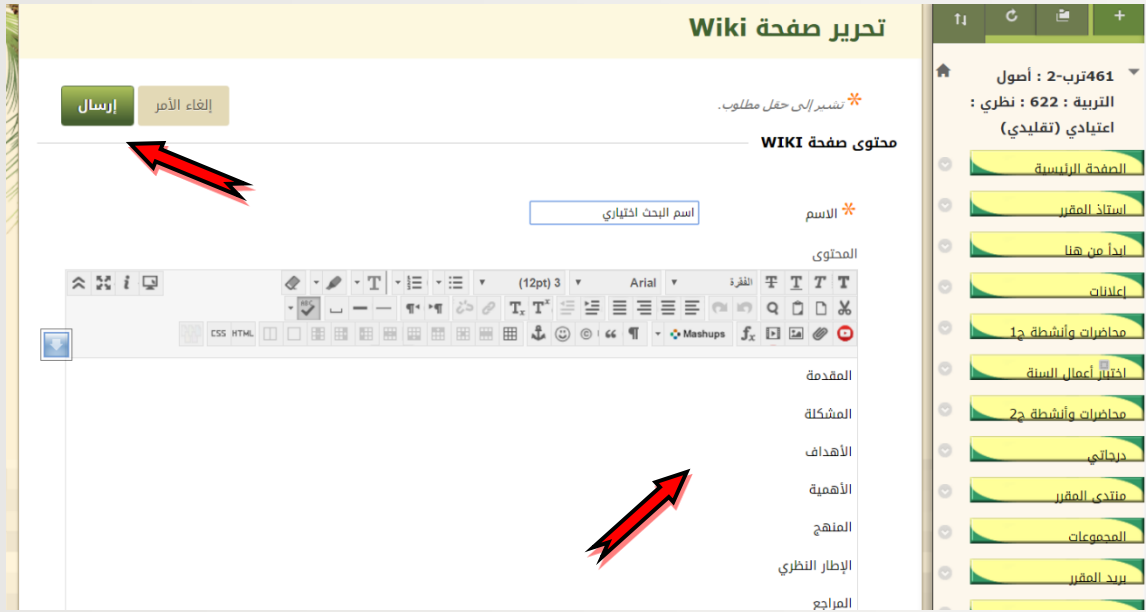 تحرير صفحة Wiki
إلغاء الأمر
إرسال
تشير إلى حقل مطلوب.
محتوى صفحة WIKI
الاسم
اسم البحث اختياري
المحتوى
الفقرة
Arial
3 (12pt)
Mashups
HTML
CSS
المقدمة
المشكلة
الأهداف
الأهمية
المنهج
الإطار النظري
المراجع
461ترب-2 : أصول
التربية : 622 : نظري :
اعتيادي (تقليدي)
الصفحة الرئيسية
استاذ المقرر
ابدأ من هنا
إعلانات
محاضرات وأنشطة ج1
اختبار أعمال السنة
محاضرات وأنشطة ج2
درجاتي
منتدى المقرر
المجموعات
بريد المقرر